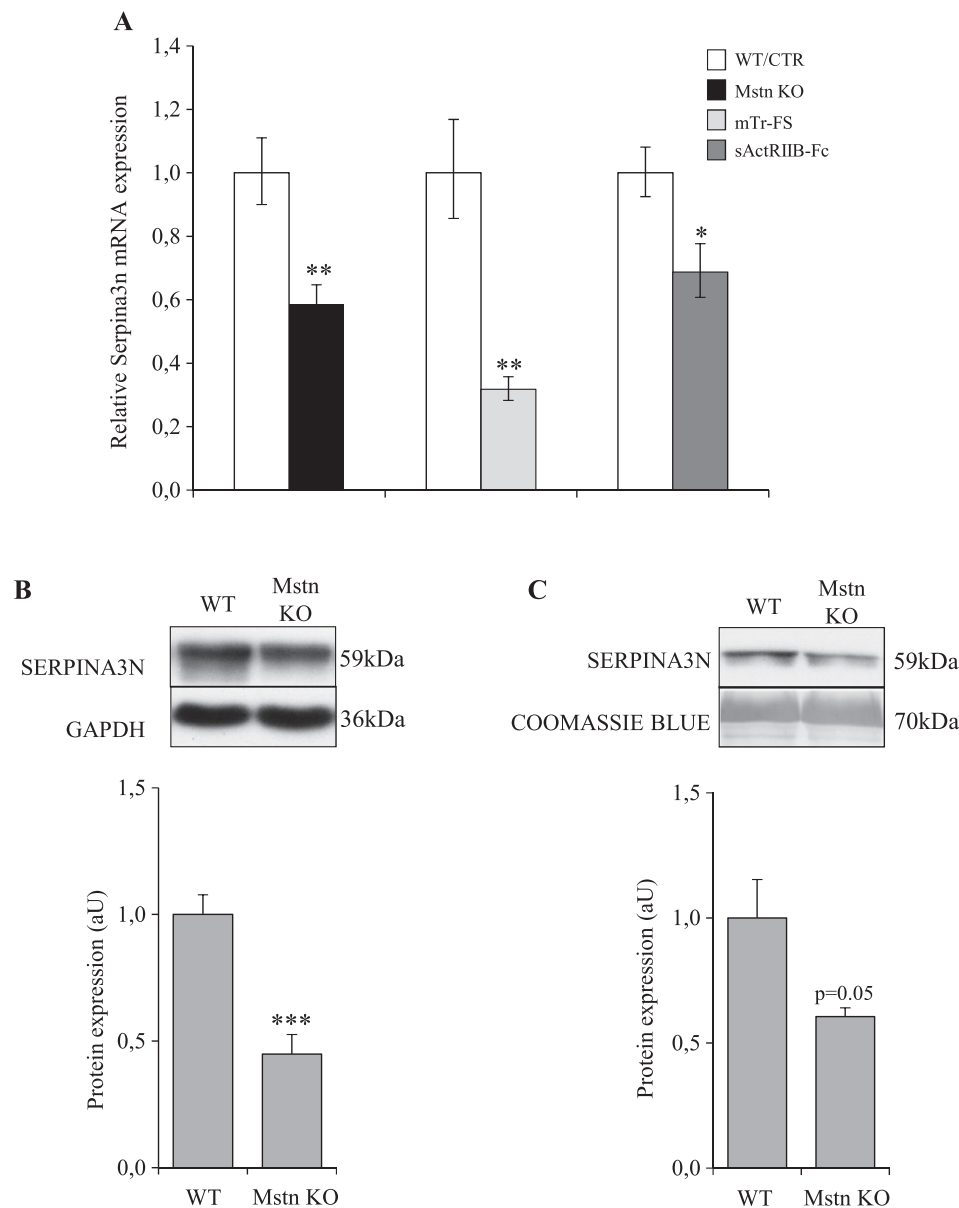 A
1,4
1,2
1,0
0,8
0,6
0,4
0,2
0,0
Relative Serpina3n mRNA expression
WT/CTR
Mstn KO
mTr-FS
sActRIIB-Fc
**
**
*
B
WT
Mstn
KO
SERPINA3N
59kDa
GAPDH
36kDa
1,5
1,0
0,5
0,0
Protein expression (aU)
***
WT
Mstn KO
C
WT
Mstn
KO
SERPINA3N
59kDa
COOMASSIE BLUE
70kDa
1,5
1,0
0,5
0,0
Protein expression (aU)
p=0.05
WT
Mstn KO